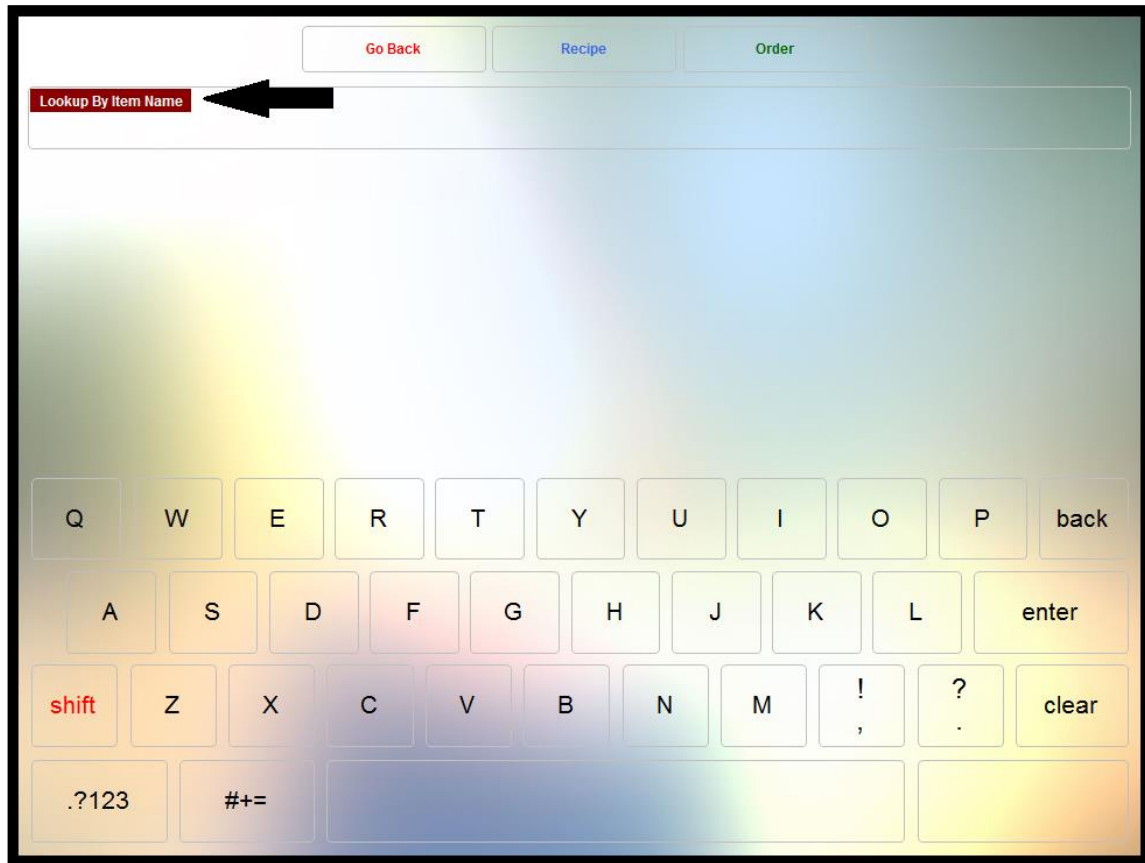 Go Back Recipe Order
Lookup By Item Name
Q W E R T Y U I O P back
A S D F G H J K L enter
shift Z X C V B N M ! , ? . clear
.?123 #+=